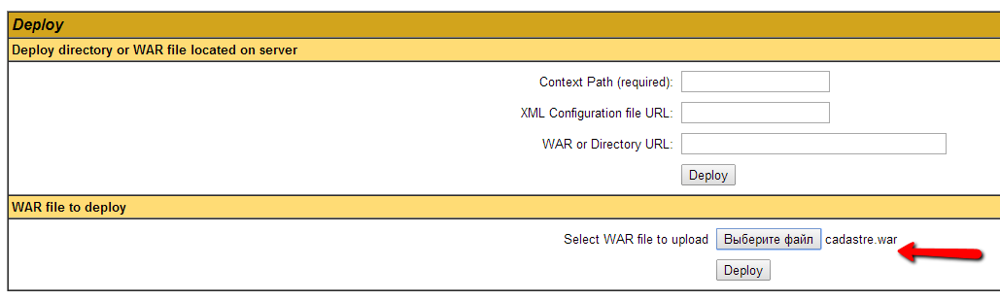 Deploy
Deploy directory or WAR file located on server
Context Path (required):
XML Configuration file URL:
WAR or Directory URL:
Deploy
WAR file to deploy
Select WAR file to upload Выберите файл cadastre.war
Deploy